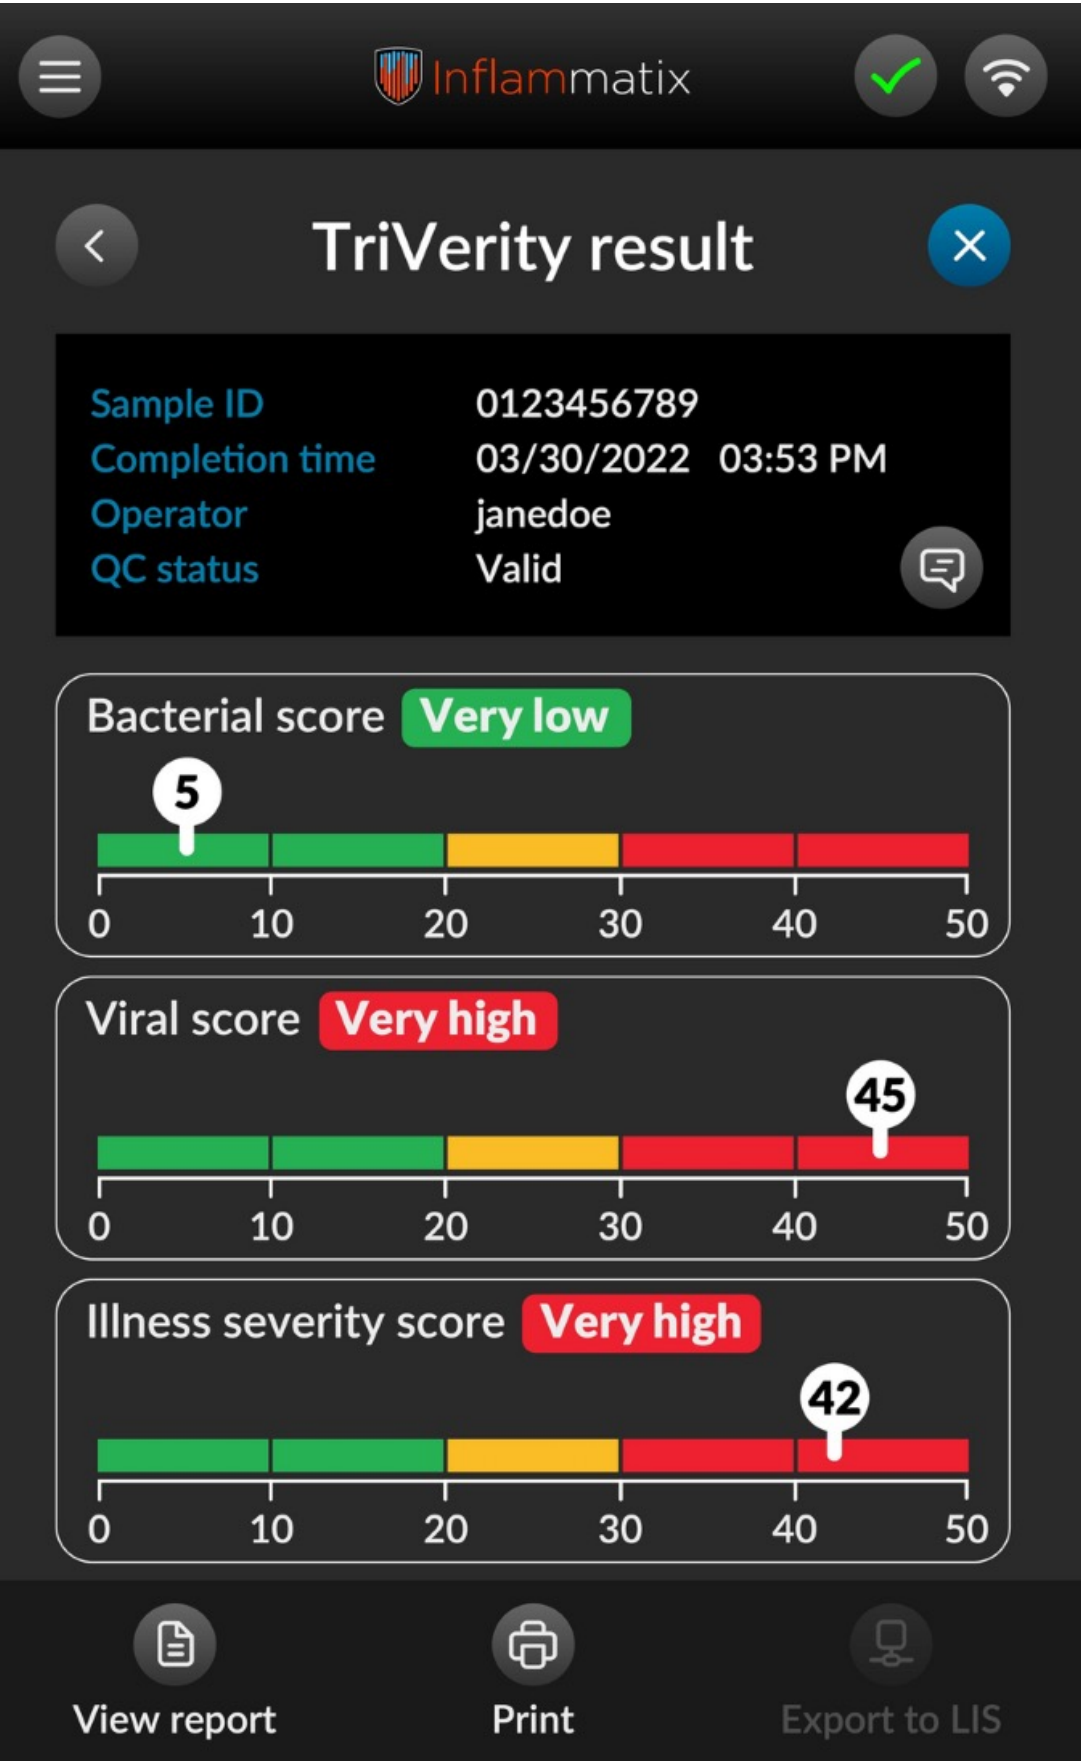 Inflammatix
TriVerity result
Sample ID 0123456789
Completion time 03/30/2022 03:53 PM
Operator janedoe
QC status Valid
Bacterial score Very low
5
0 10 20 30 40 50
Viral score Very high
45
0 10 20 30 40 50
Illness severity score Very high
42
0 10 20 30 40 50
View report Print Export to LIS